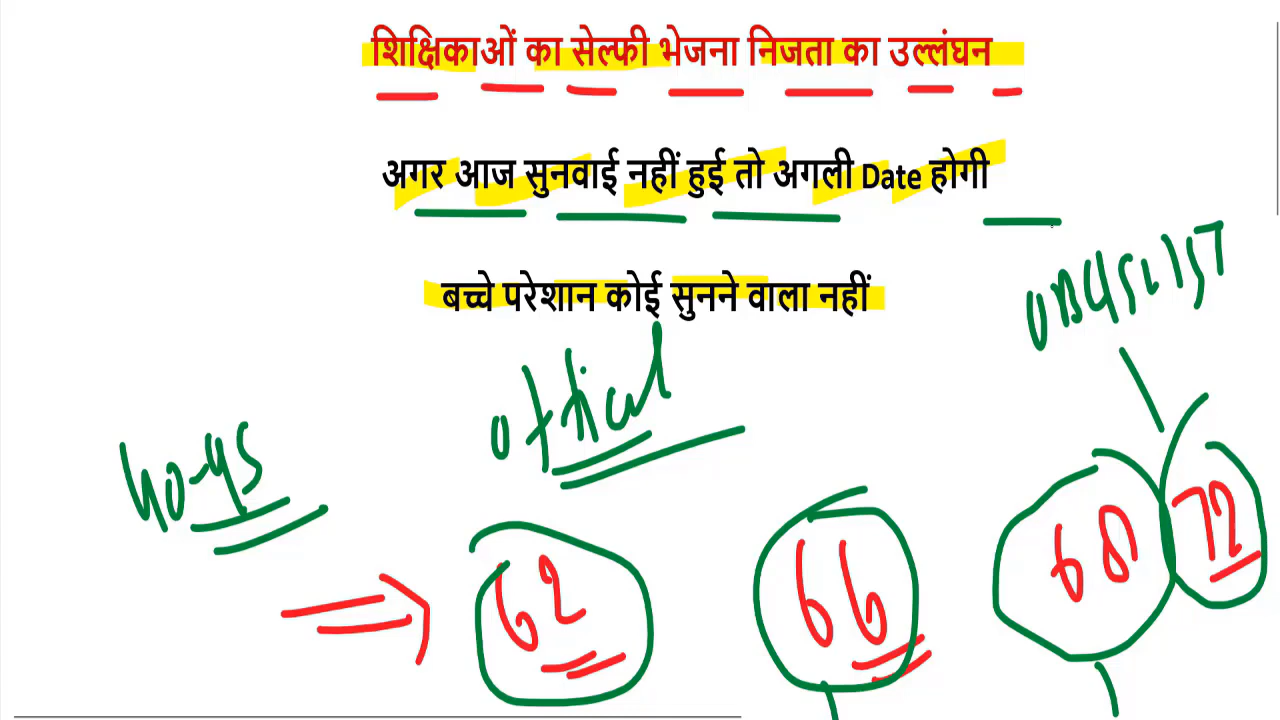 शिक्षिकाओं का सेल्फी भेजना निजता का उल्लंघन
अगर आज सुनवाई नहीं हुई तो अगली Date होगी
बच्चे परेशान कोई सुनने वाला नहीं
40-45
62
66
68
72